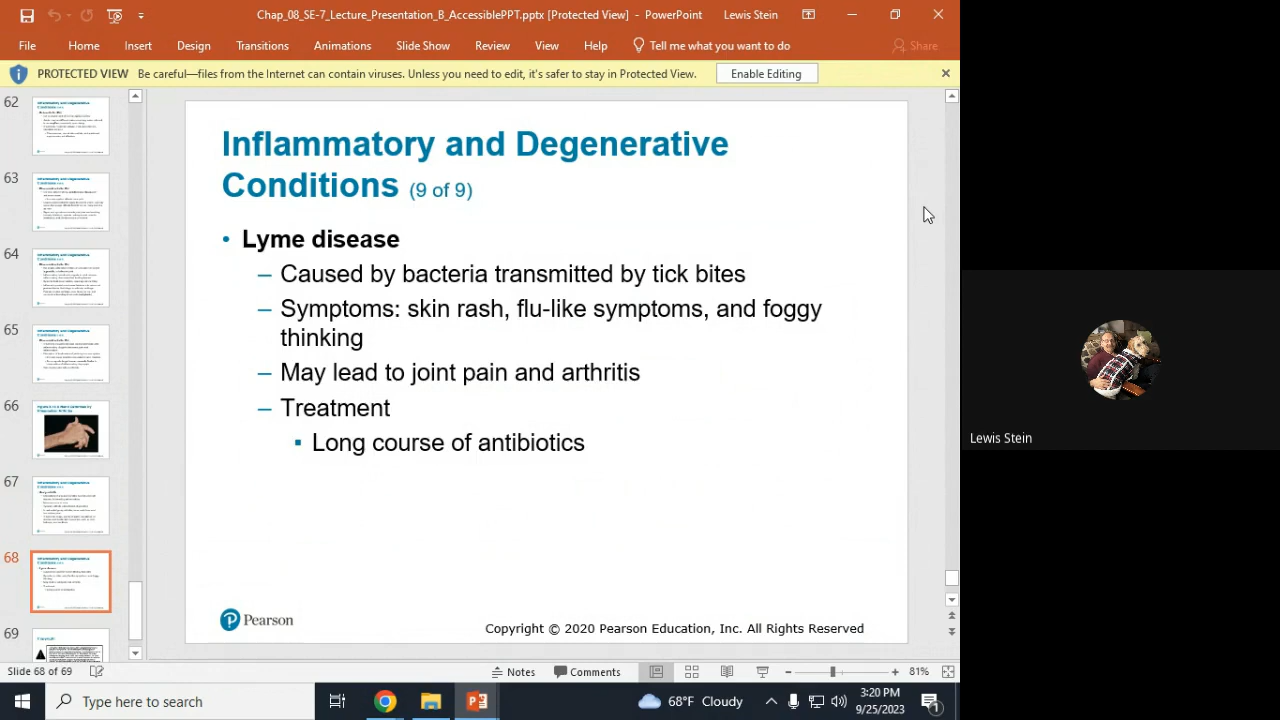 Chap_08_SE-7_Lecture_Presentation_B_AccessiblePPT.pptx [Protected View] - PowerPoint
Lewis Stein
File Home Insert Design Transitions Animations Slide Show Review View Help Tell me what you want to do Share
PROTECTED VIEW Be careful—files from the Internet can contain viruses. Unless you need to edit, it's safer to stay in Protected View. Enable Editing
62
63
64
65
66
67
68
69
Inflammatory and Degenerative
Conditions (9 of 9)
• Lyme disease
– Caused by bacteria transmitted by tick bites
– Symptoms: skin rash, flu-like symptoms, and foggy
thinking
– May lead to joint pain and arthritis
– Treatment
▪ Long course of antibiotics
Pearson
Copyright © 2020 Pearson Education, Inc. All Rights Reserved
Lewis Stein
Slide 68 of 69 Notes Comments 81%
Type here to search
68°F Cloudy
3:20 PM
9/25/2023
1